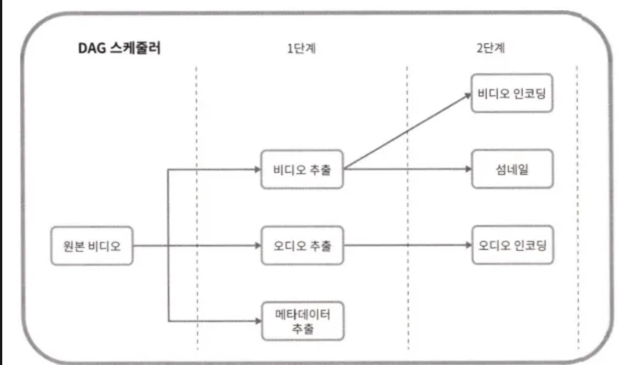 DAG 스케줄러
1단계
2단계
비디오 인코딩
비디오 추출
섬네일
원본 비디오
오디오 추출
오디오 인코딩
메타데이터
추출